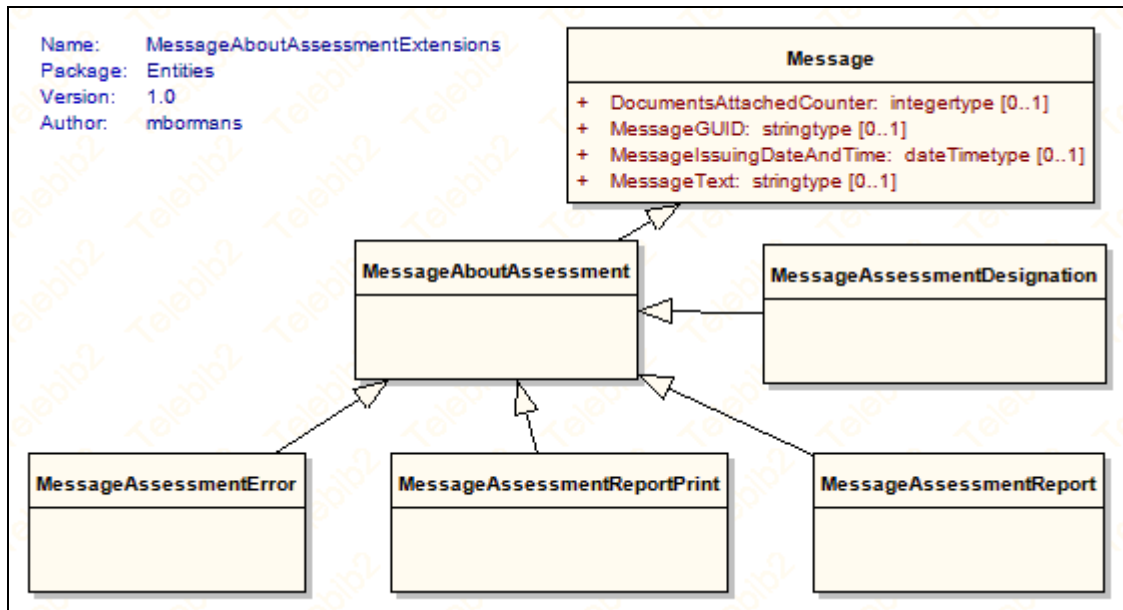 Name: MessageAboutAssessmentExtensions
Package: Entities
Version: 1.0
Author: mbormans
Message
+ DocumentsAttachedCounter: integertype [0..1]
+ MessageGUID: stringtype [0..1]
+ MessageIssuingDateAndTime: dateTimetype [0..1]
+ MessageText: stringtype [0..1]
MessageAboutAssessment
MessageAssessmentDesignation
MessageAssessmentError
MessageAssessmentReportPrint
MessageAssessmentReport